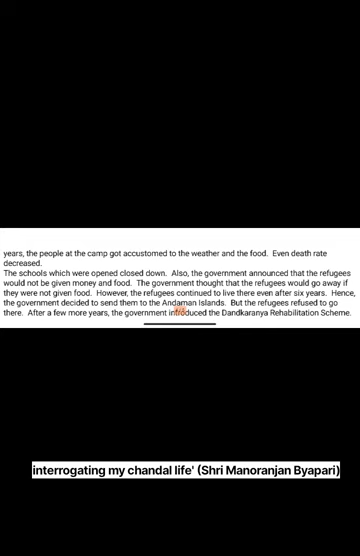 years, the people at the camp got accustomed to the weather and the food. Even death rate
decreased.
The schools which were opened closed down. Also, the government announced that the refugees
would not be given money and food. The government thought that the refugees would go away if
they were not given food. However, the refugees continued to live there even after six years. Hence,
the government decided to send them to the Andaman Islands. But the refugees refused to go
there. After a few more years, the government introduced the Dandkaranya Rehabilitation Scheme.
interrogating my chandal life' (Shri Manoranjan Byapari)